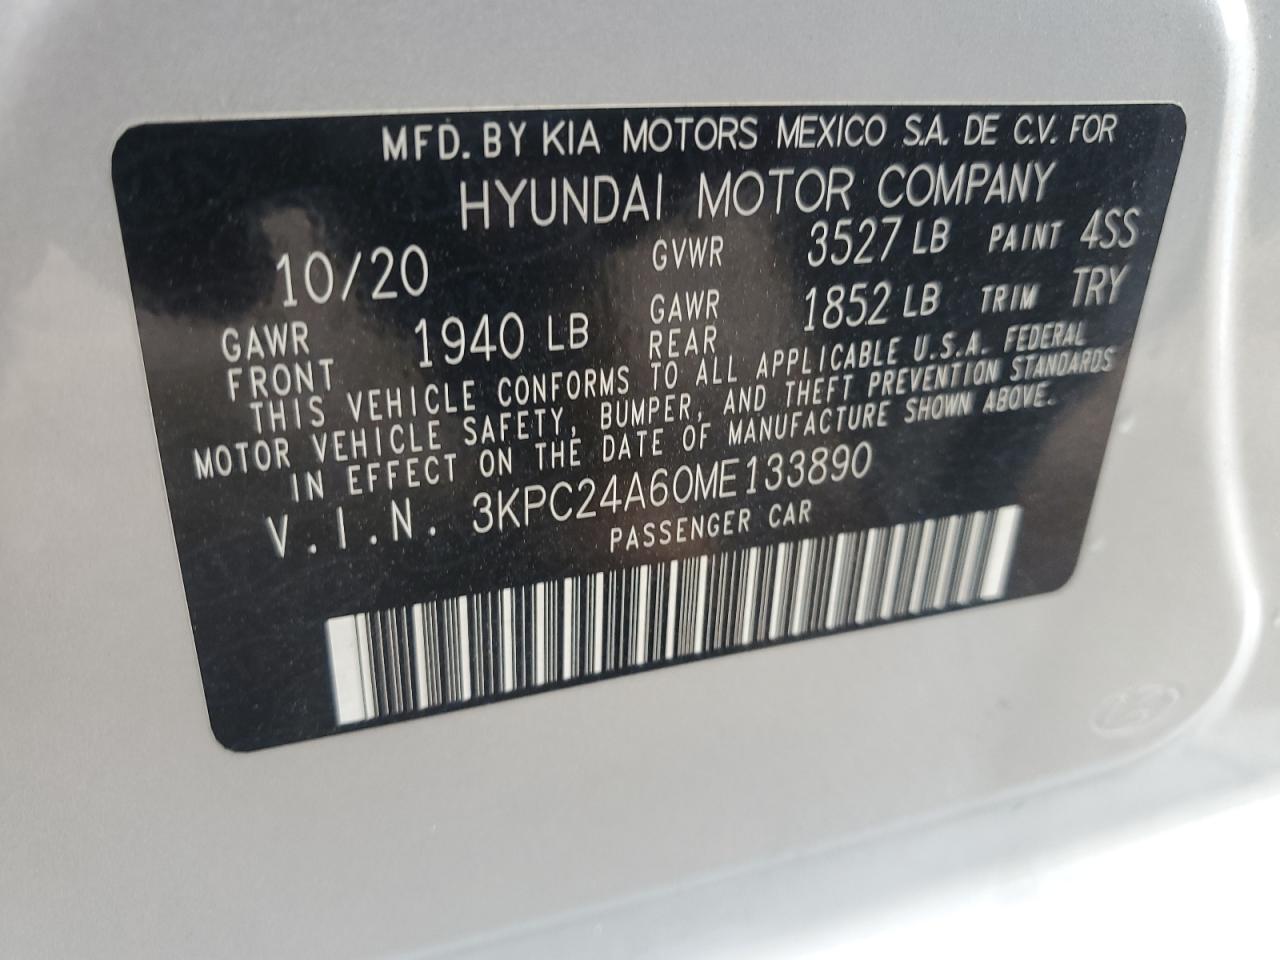 MFD. BY KIA MOTORS MEXICO S.A. DE C.V. FOR
HYUNDAI MOTOR COMPANY
10/20 GVWR 3527 LB PAINT 4SS
GAWR FRONT 1940 LB GAWR REAR 1852 LB TRIM TRY
THIS VEHICLE CONFORMS TO ALL APPLICABLE U.S.A. FEDERAL
MOTOR VEHICLE SAFETY, BUMPER, AND THEFT PREVENTION STANDARDS
IN EFFECT ON THE DATE OF MANUFACTURE SHOWN ABOVE.
V.I.N. 3KPC24A60ME133890
PASSENGER CAR